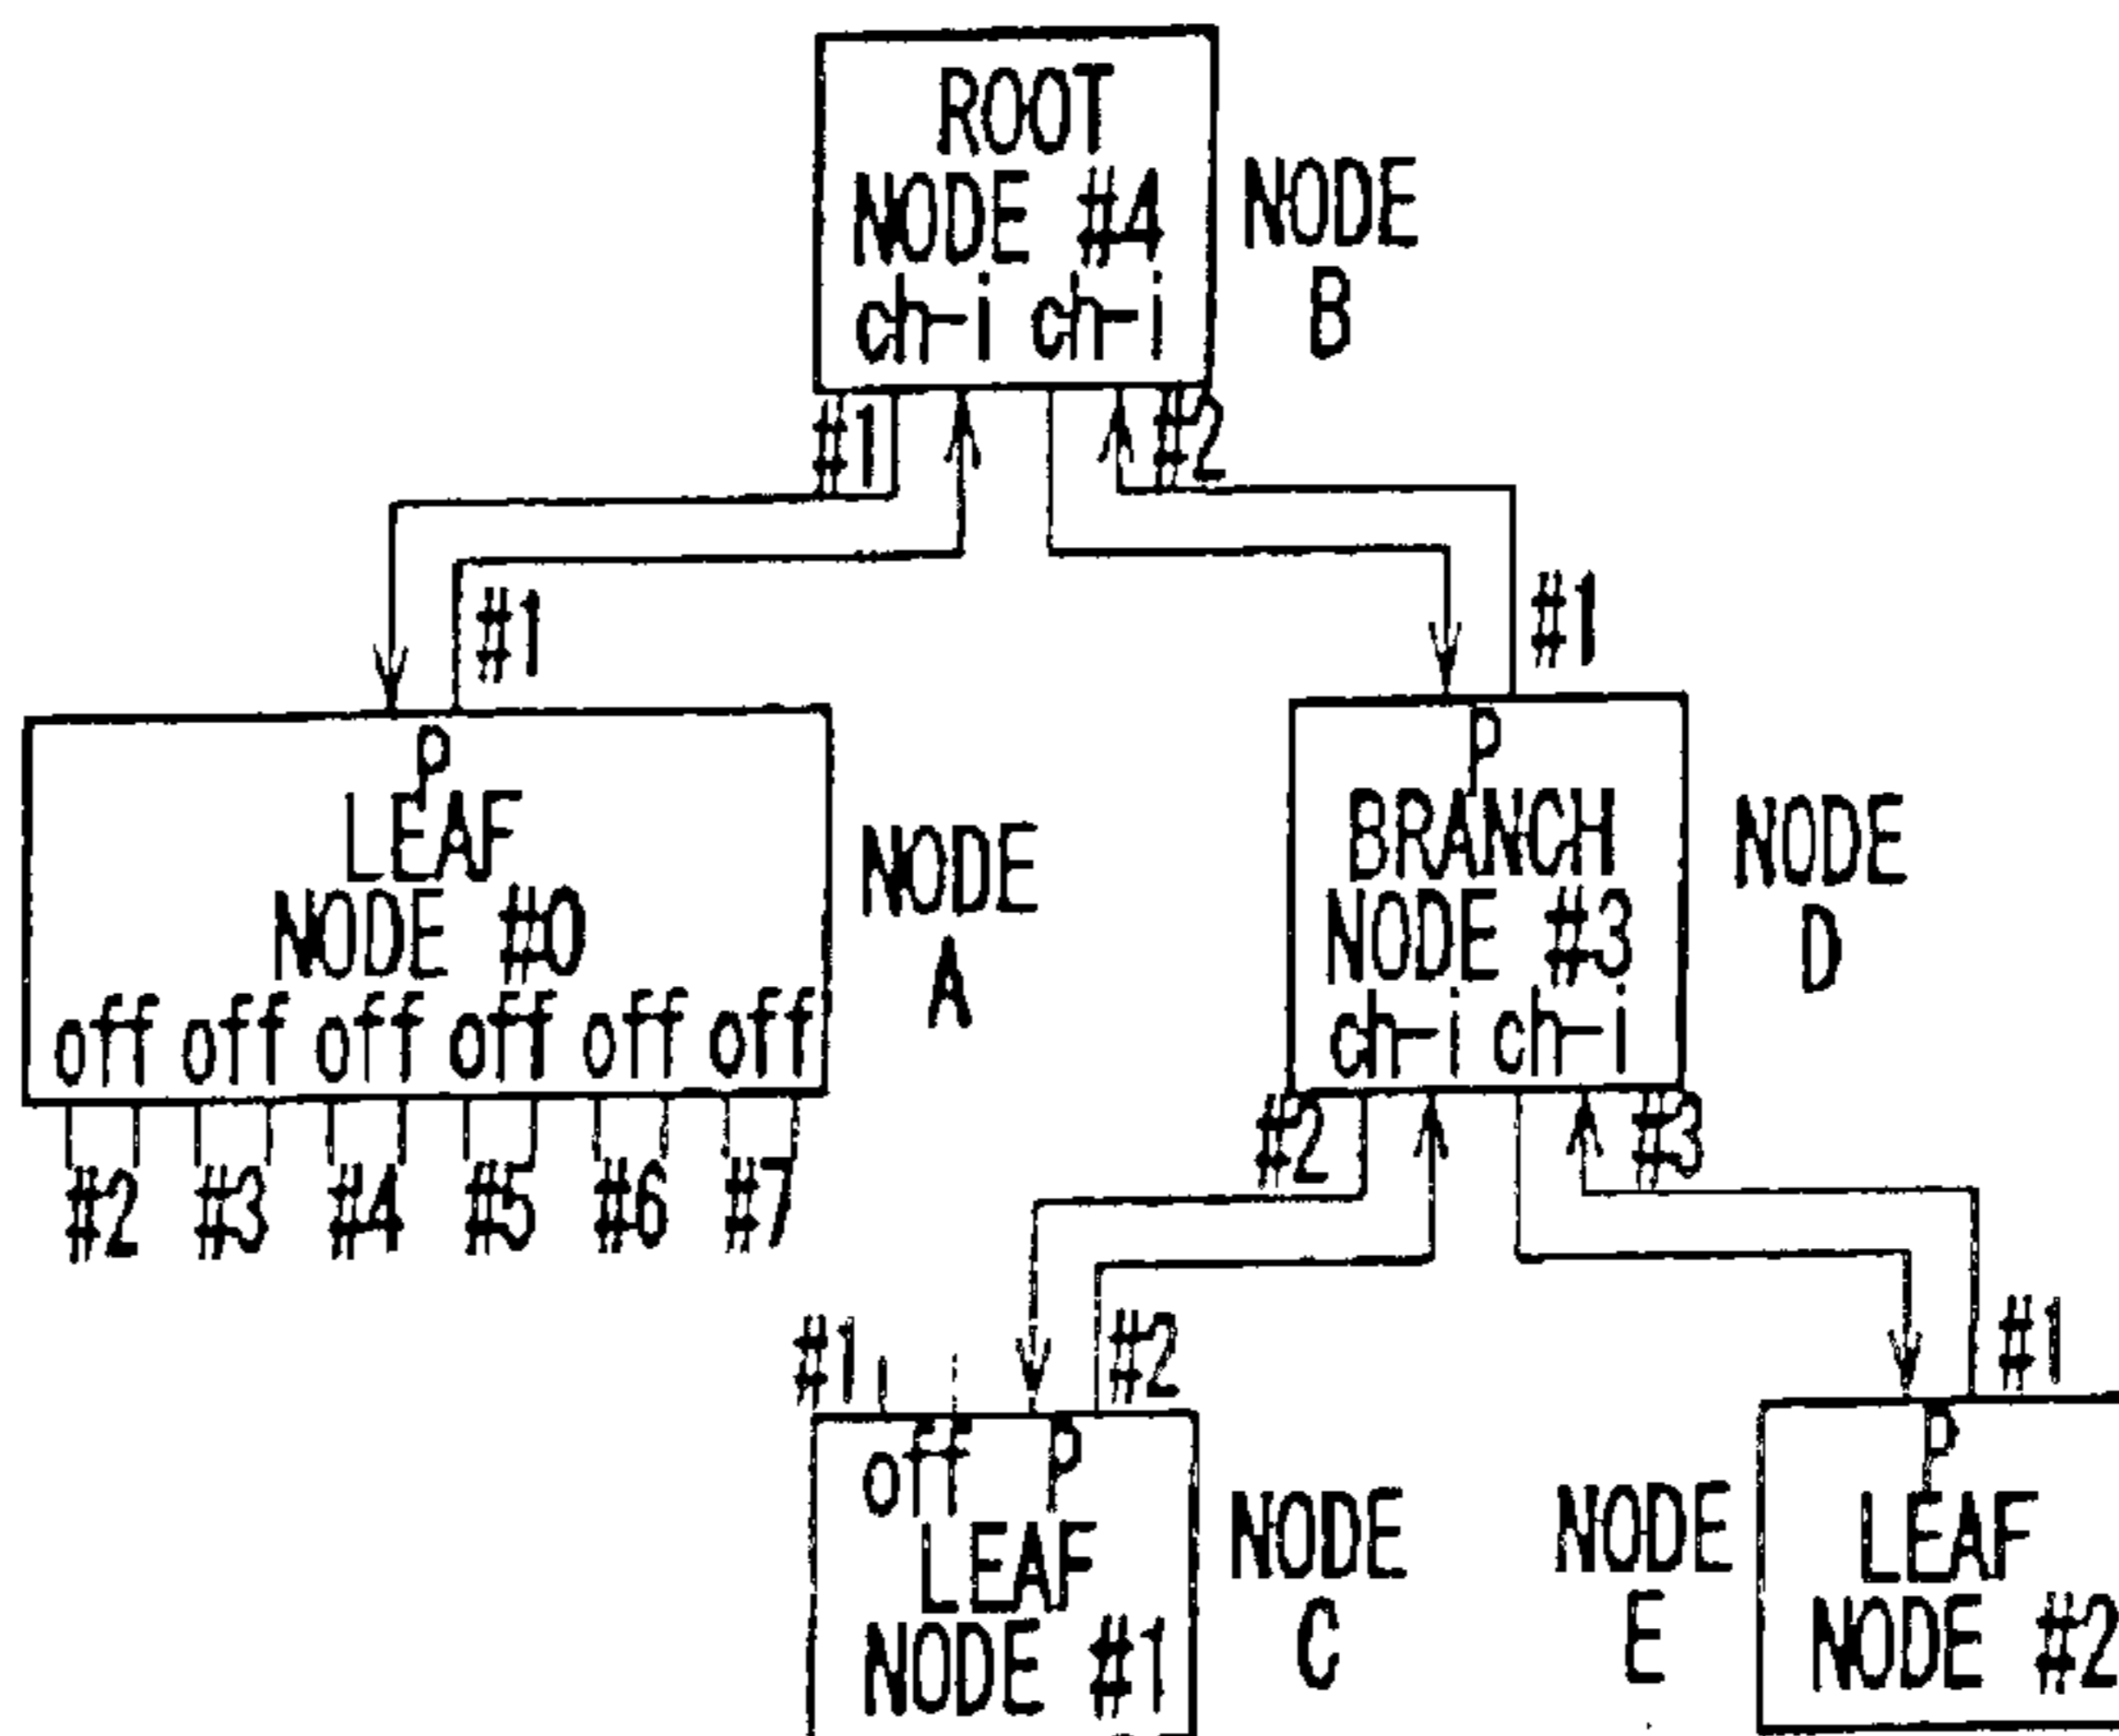 ROOT
NODE #4
ch-i ch-i
NODE
B
#1
#2
#1
#1
p
LEAF
NODE #0
off off off off off off
NODE
A
#2 #3 #4 #5 #6 #7
p
BRANCH
NODE #3
ch-i ch-i
NODE
D
#2
#3
#1
#2
#1
off p
LEAF
NODE #1
NODE
C
NODE
E
p
LEAF
NODE #2